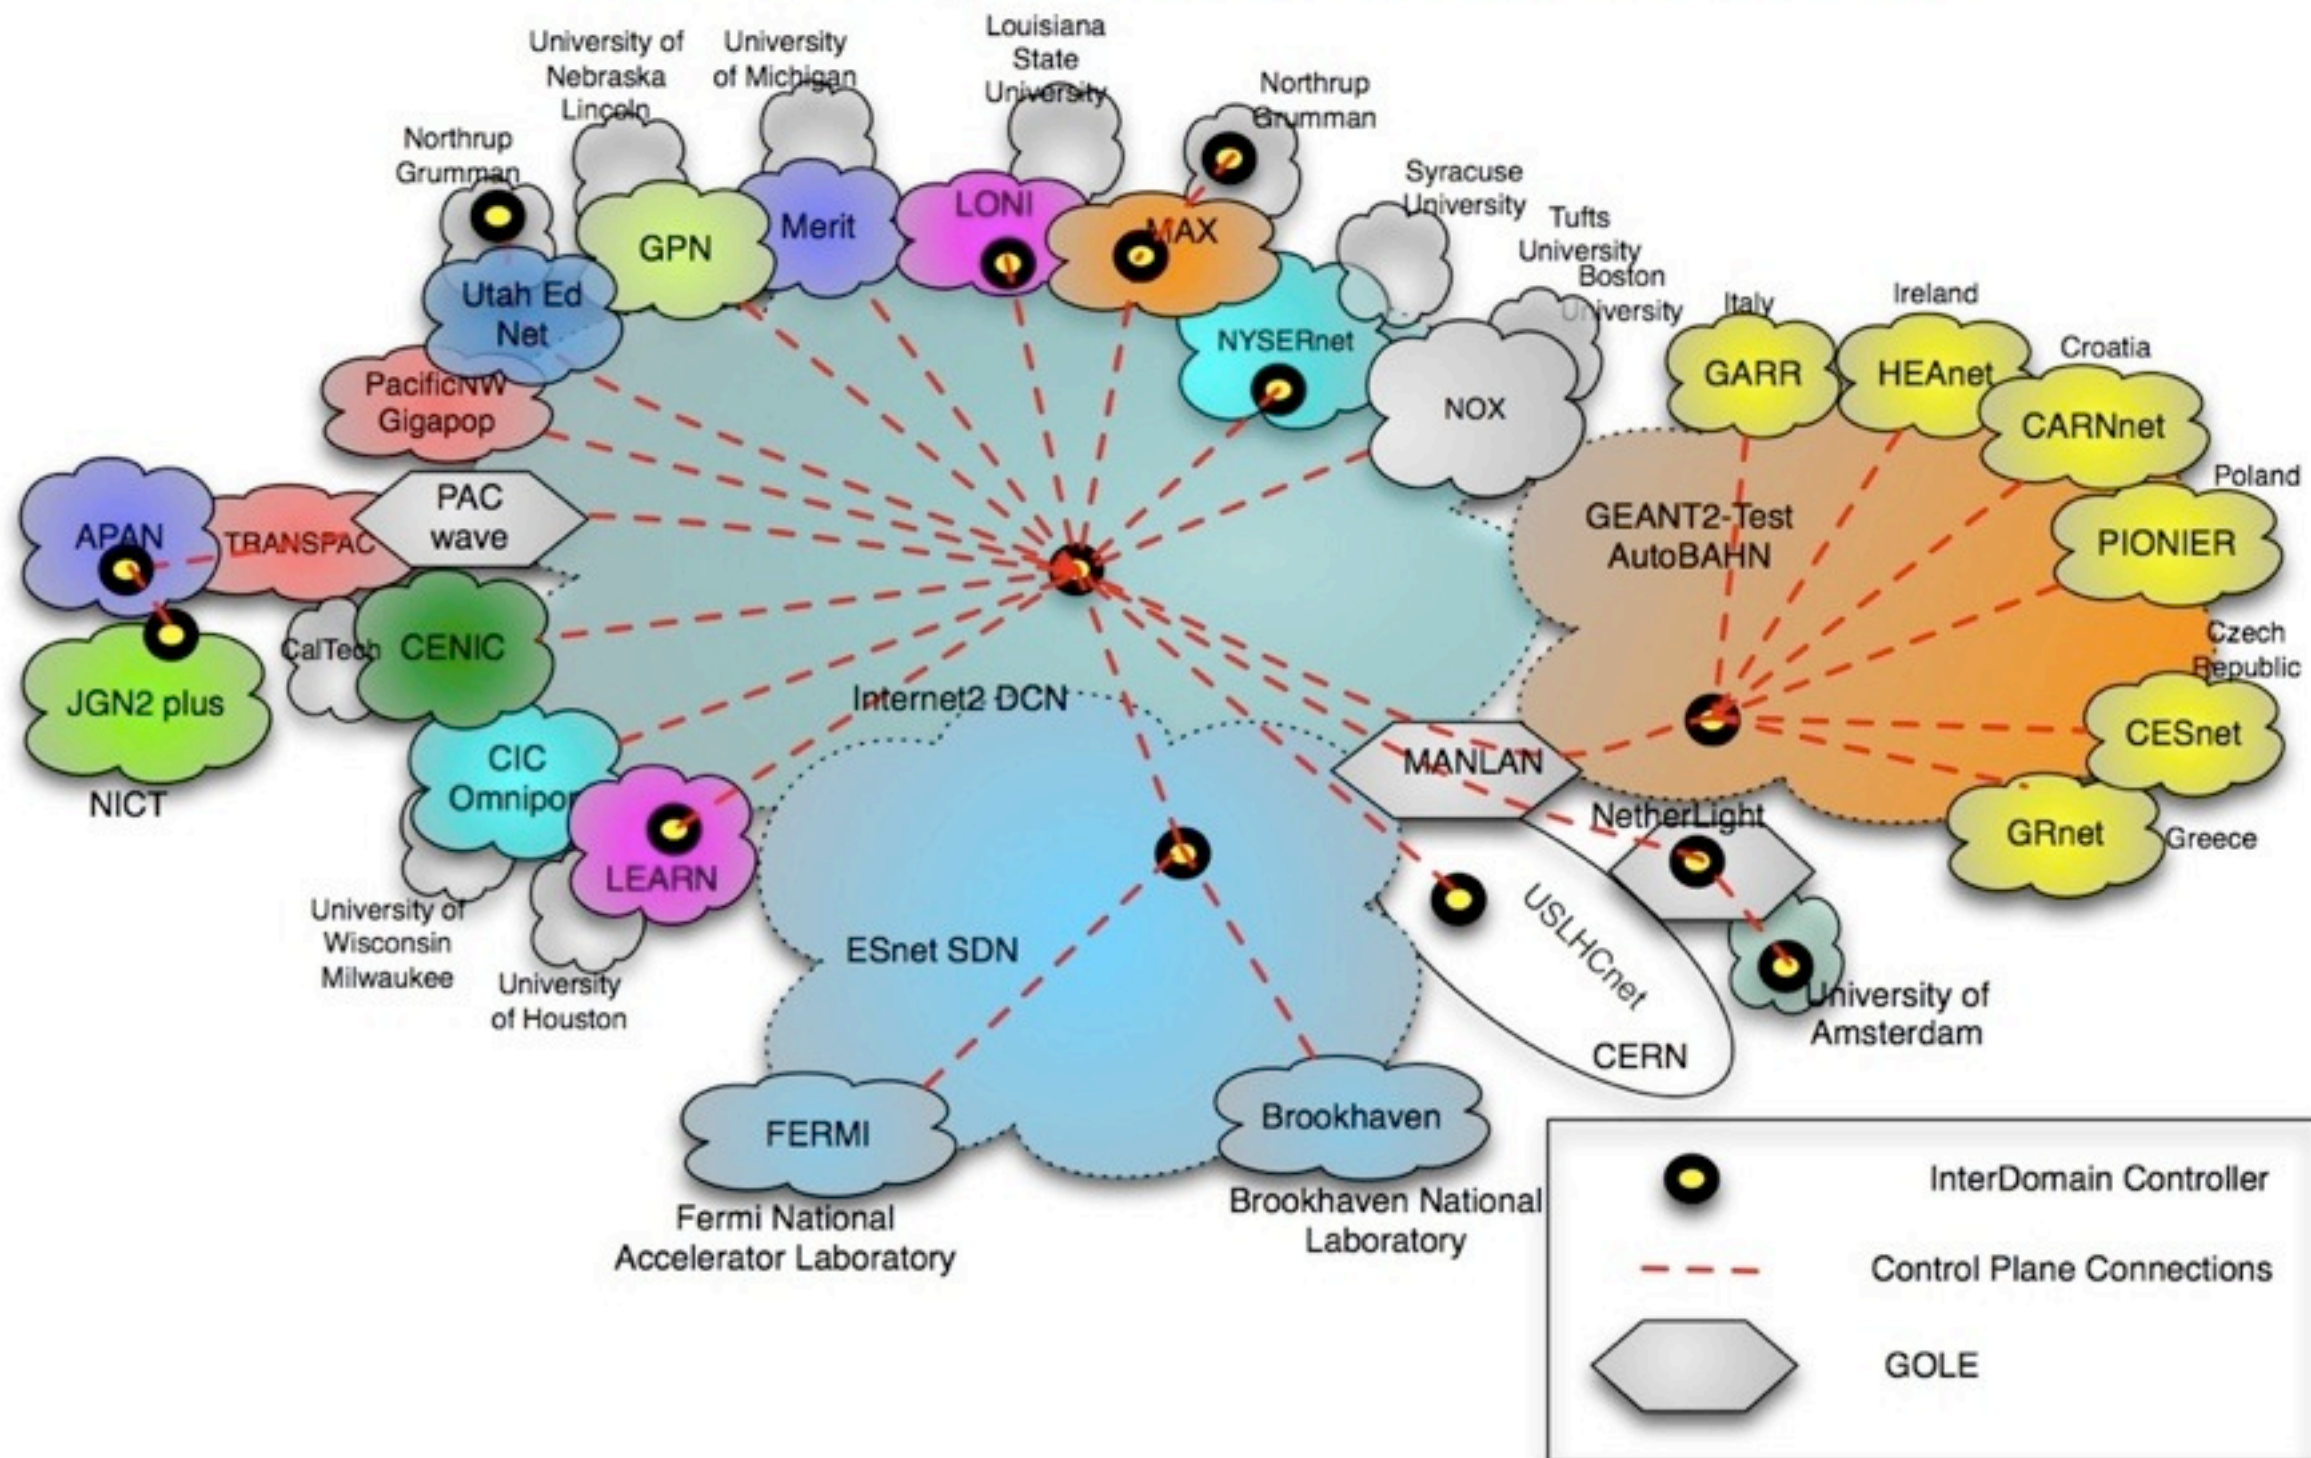 University of
Nebraska
Lincoln
University
of Michigan
Louisiana
State
University
Northrup
Grumman
Northrup
Grumman
Syracuse
University
Tufts
University
Boston
University
LONI
MAX
Merit
GPN
Utah Ed
Net
NYSERnet
PacificNW
Gigapop
NOX
Italy
GARR
Ireland
HEAnet
Croatia
CARNnet
Poland
PIONIER
GEANT2-Test
AutoBAHN
PAC
wave
APAN
TRANSPAC
CalTech
CENIC
JGN2 plus
NICT
Internet2 DCN
Czech
Republic
CESnet
CIC
Omnipor
MANLAN
NetherLight
GRnet
Greece
LEARN
University of
Wisconsin
Milwaukee
University
of Houston
ESnet SDN
USLHCnet
CERN
University of
Amsterdam
FERMI
Brookhaven
Fermi National
Accelerator Laboratory
Brookhaven National
Laboratory
InterDomain Controller
Control Plane Connections
GOLE